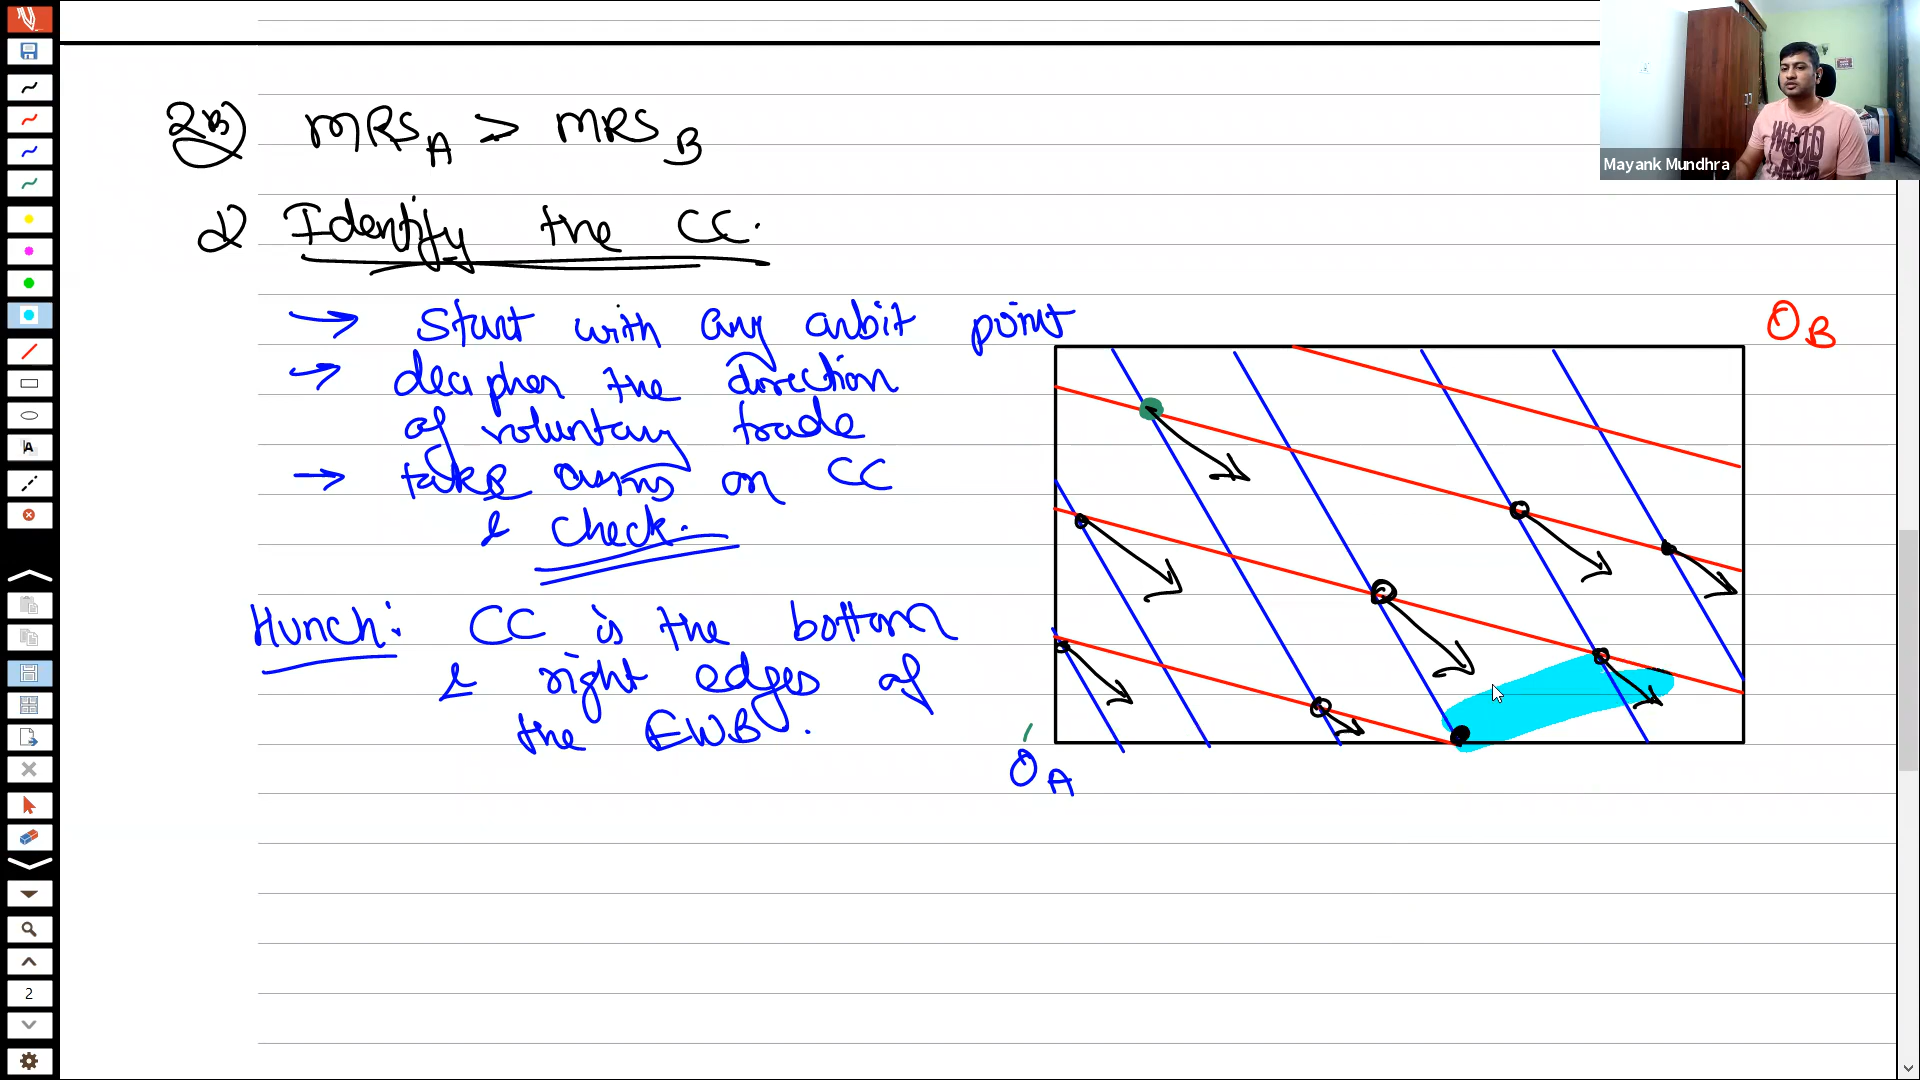 2B) MRS_A > MRS_B
Mayank Mundhra
d) Identify the CC.
→ Start with any arbit point
→ decipher the direction
of voluntary trade
→ take assms on CC
& Check.
Hunch: CC is the bottom
& right edges of
the EWB.
O_B
O_A
A
2